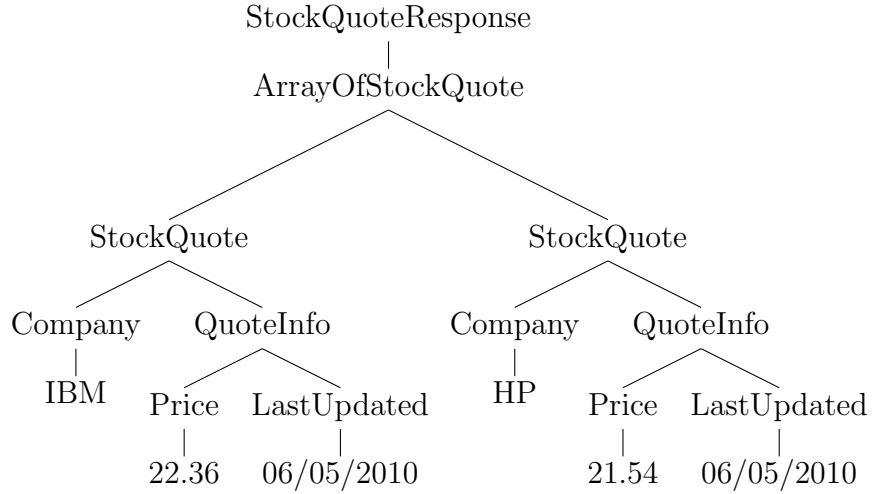 StockQuoteResponse
ArrayOfStockQuote
StockQuote StockQuote
Company QuoteInfo Company QuoteInfo
IBM HP
Price LastUpdated Price LastUpdated
22.36 06/05/2010 21.54 06/05/2010